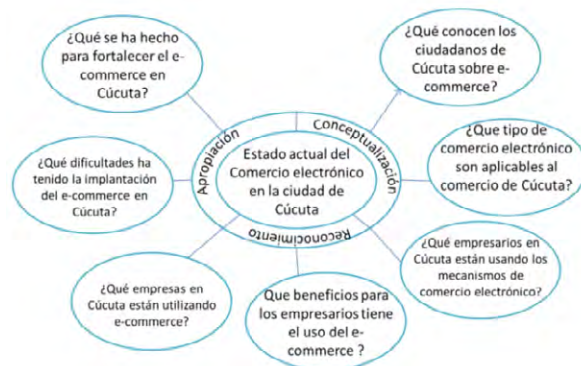 ¿Qué se ha hecho
para fortalecer el e-
commerce en
Cúcuta?
¿Qué conocen los
ciudadanos de
Cúcuta sobre e-
commerce?
Apropiación
Conceptualización
Reconocimiento
Estado actual del
Comercio electrónico
en la ciudad de
Cúcuta
¿Qué dificultades ha
tenido la implantación
del e-commerce en
Cúcuta?
¿Que tipo de
comercio electrónico
son aplicables al
comercio de Cúcuta?
¿Qué empresas en
Cúcuta están utilizando
e-commerce?
Que beneficios para
los empresarios tiene
el uso del e-
commerce ?
¿Qué empresarios en
Cúcuta están usando los
mecanismos de
comercio electrónico?